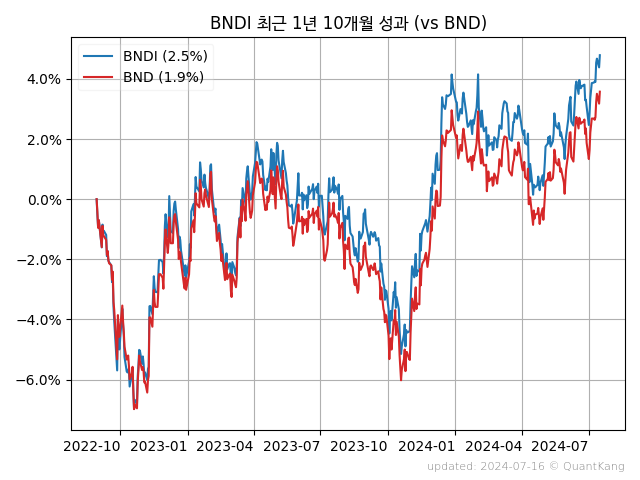 BNDI 최근 1년 10개월 성과 (vs BND)
BNDI (2.5%)
BND (1.9%)
4.0%
2.0%
0.0%
−2.0%
−4.0%
−6.0%
2022-10 2023-01 2023-04 2023-07 2023-10 2024-01 2024-04 2024-07
updated: 2024-07-16 © QuantKang